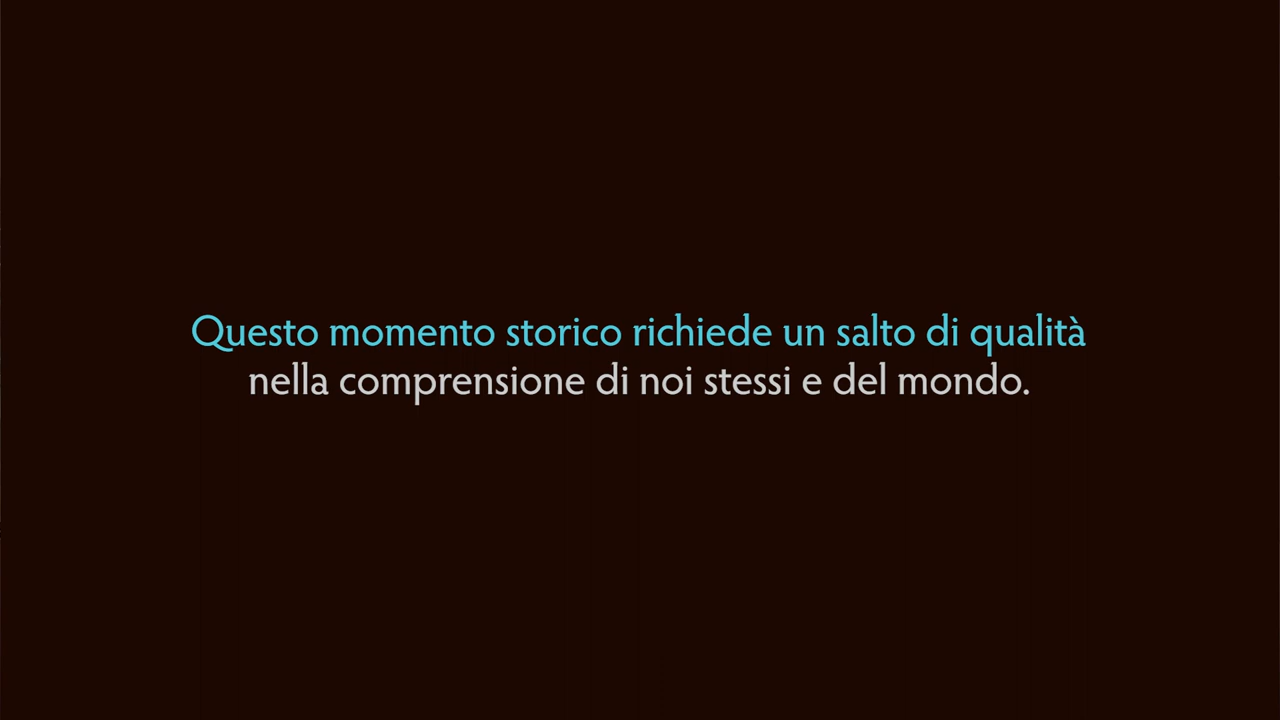 Questo momento storico richiede un salto di qualità
nella comprensione di noi stessi e del mondo.